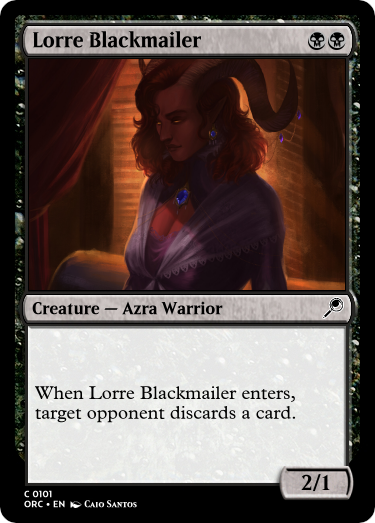 Lorre Blackmailer
Creature — Azra Warrior
When Lorre Blackmailer enters,
target opponent discards a card.
2/1
C 0101
ORC • EN Caio Santos